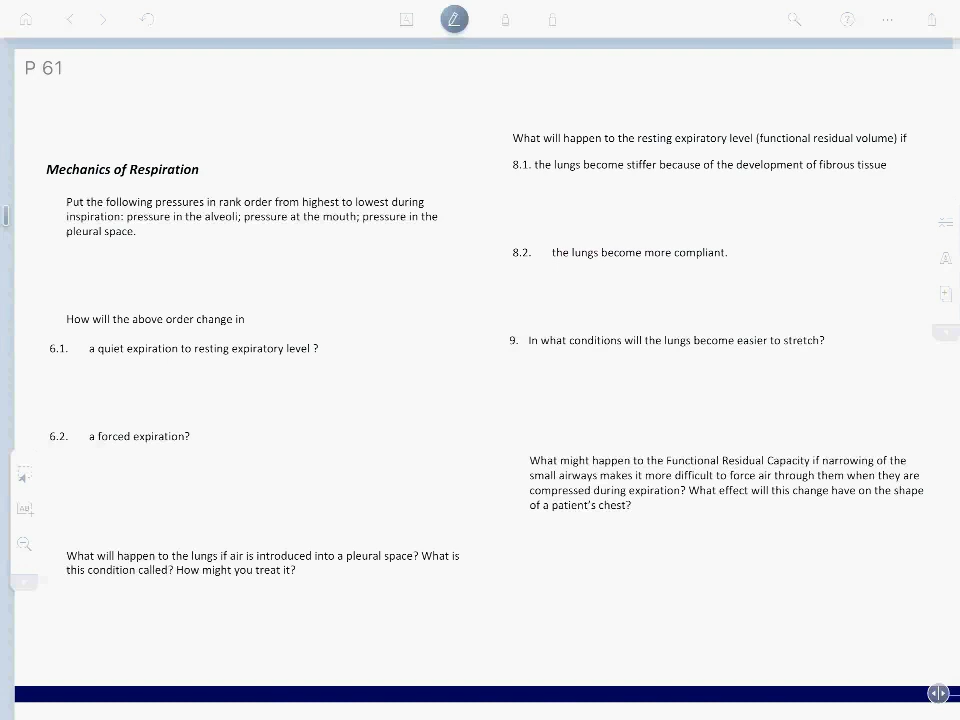 P 61
Mechanics of Respiration
Put the following pressures in rank order from highest to lowest during
inspiration: pressure in the alveoli; pressure at the mouth; pressure in the
pleural space.
How will the above order change in
6.1. a quiet expiration to resting expiratory level ?
6.2. a forced expiration?
What will happen to the lungs if air is introduced into a pleural space? What is
this condition called? How might you treat it?
What will happen to the resting expiratory level (functional residual volume) if
8.1. the lungs become stiffer because of the development of fibrous tissue
8.2. the lungs become more compliant.
9. In what conditions will the lungs become easier to stretch?
What might happen to the Functional Residual Capacity if narrowing of the
small airways makes it more difficult to force air through them when they are
compressed during expiration? What effect will this change have on the shape
of a patient's chest?